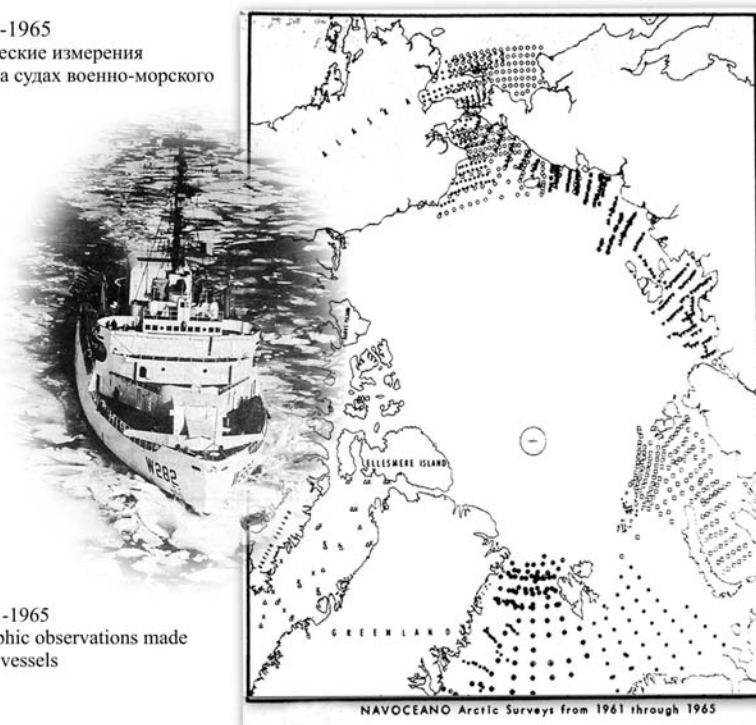 -1965
еские измерения
а судах военно-морского
ALASKA
ELLESMERE ISLAND
W282
GREENLAND
-1965
phic observations made
vessels
NAVOCEANO Arctic Surveys from 1961 through 1965